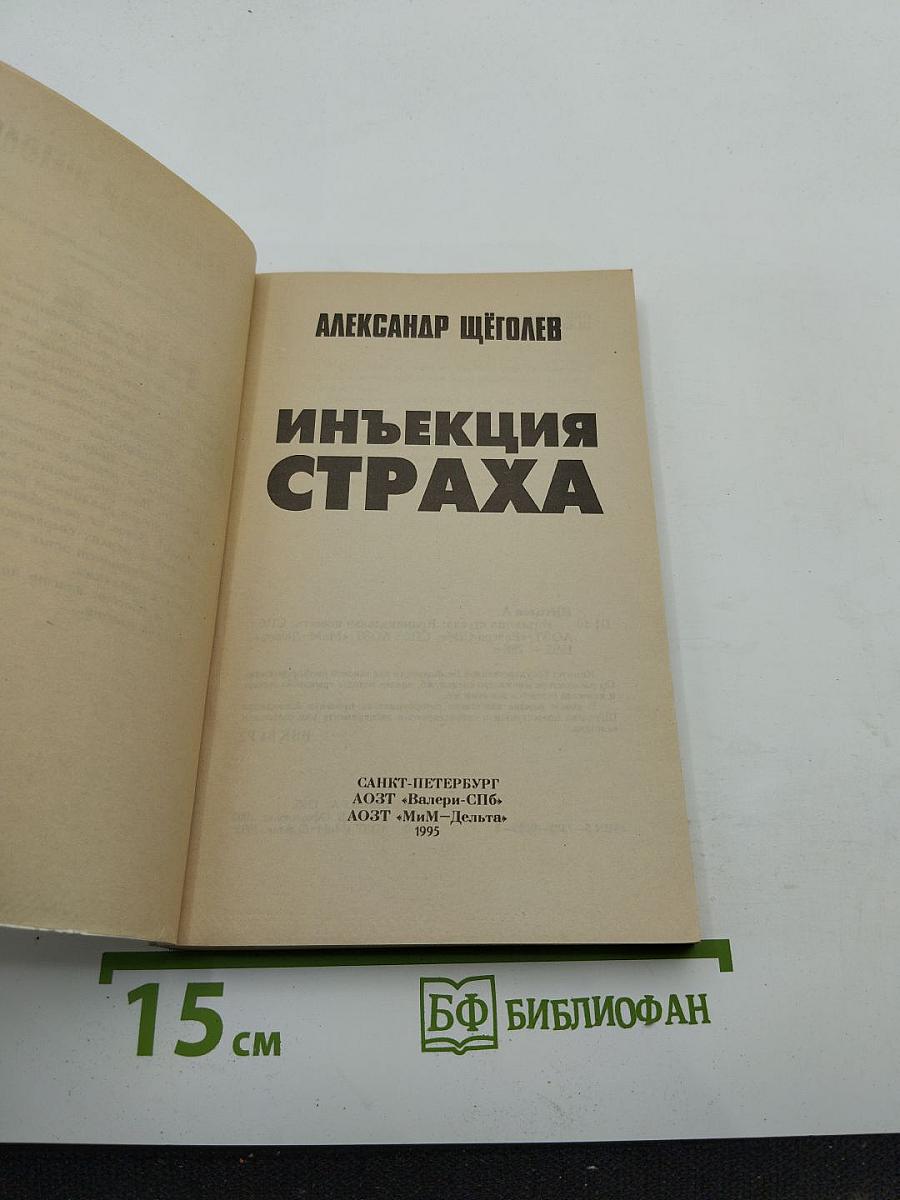 АЛЕКСАНДР ЩЁГОЛЕВ
ИНЪЕКЦИЯ
СТРАХА
САНКТ-ПЕТЕРБУРГ
АОЗТ «Валери-СПб»
АОЗТ «МиМ—Дельта»
1995
15 см
БФ БИБЛИОФАН